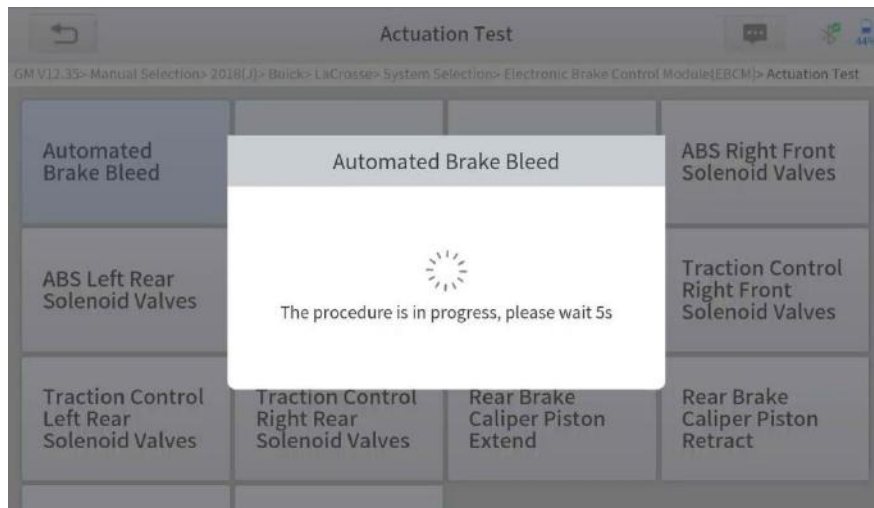 Actuation Test
44%
GM V12.35> Manual Selection> 2018(J)> Buick> LaCrosse> System Selection> Electronic Brake Control Module(EBCM)> Actuation Test
Automated
Brake Bleed
ABS Right Front
Solenoid Valves
Automated Brake Bleed
The procedure is in progress, please wait 5s
ABS Left Rear
Solenoid Valves
Traction Control
Right Front
Solenoid Valves
Traction Control
Left Rear
Solenoid Valves
Traction Control
Right Rear
Solenoid Valves
Rear Brake
Caliper Piston
Extend
Rear Brake
Caliper Piston
Retract